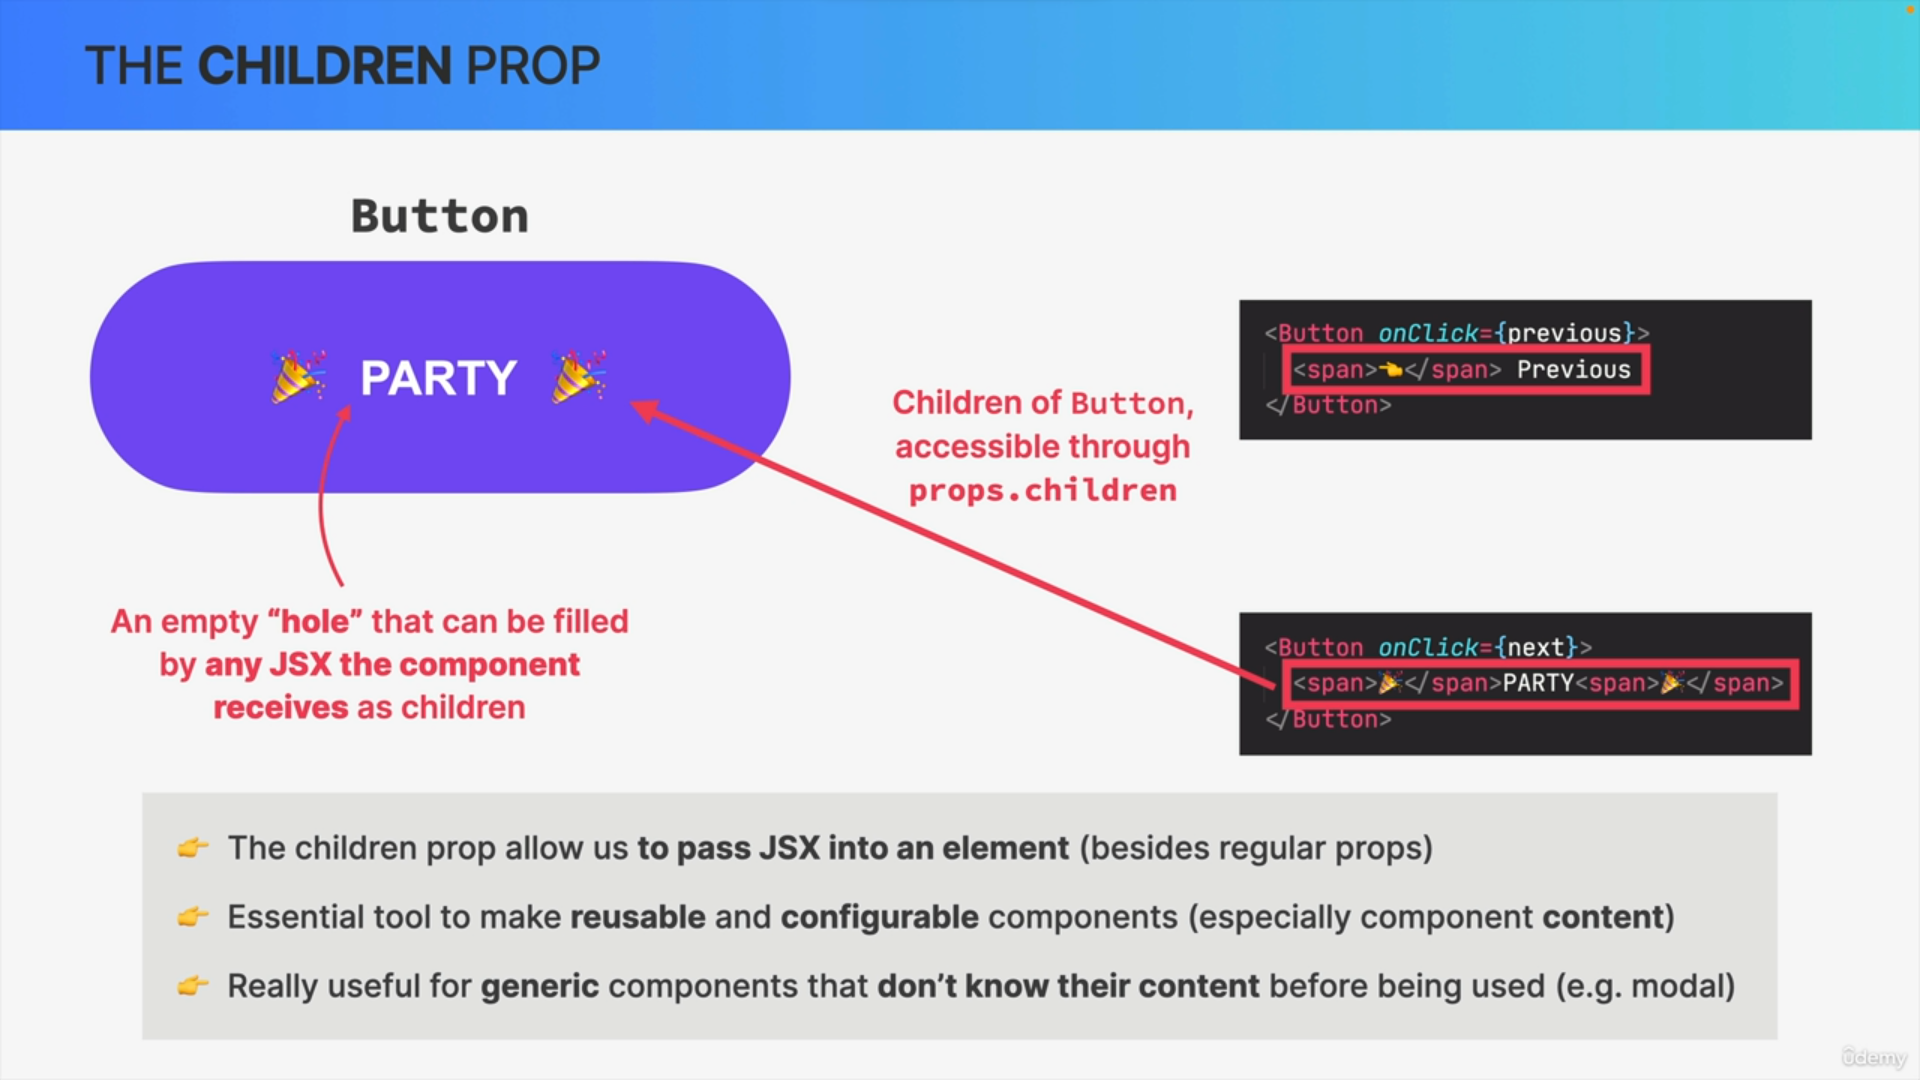 THE CHILDREN PROP
Button
🎉 PARTY 🎉
An empty “hole” that can be filled
by any JSX the component
receives as children
Children of Button,
accessible through
props.children
<Button onClick={previous}>
<span>👈</span> Previous
</Button>
<Button onClick={next}>
<span>🎉</span>PARTY<span>🎉</span>
</Button>
👉 The children prop allow us to pass JSX into an element (besides regular props)
👉 Essential tool to make reusable and configurable components (especially component content)
👉 Really useful for generic components that don’t know their content before being used (e.g. modal)
ûdemy